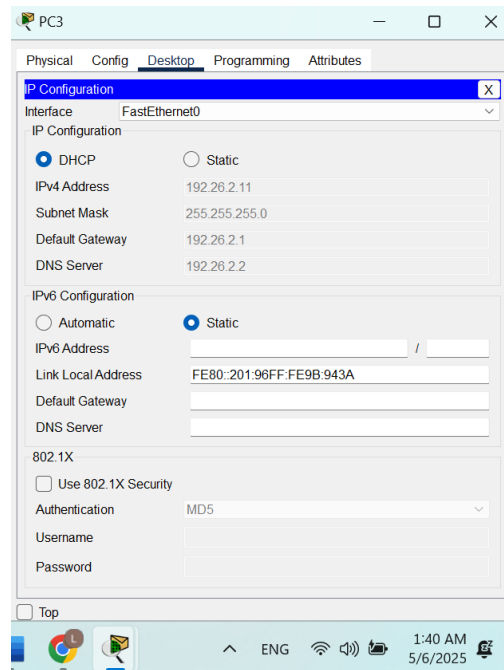 PC3
Physical Config Desktop Programming Attributes
IP Configuration X
Interface FastEthernet0
IP Configuration
DHCP Static
IPv4 Address 192.26.2.11
Subnet Mask 255.255.255.0
Default Gateway 192.26.2.1
DNS Server 192.26.2.2
IPv6 Configuration
Automatic Static
IPv6 Address /
Link Local Address FE80::201:96FF:FE9B:943A
Default Gateway
DNS Server
802.1X
Use 802.1X Security
Authentication MD5
Username
Password
Top
L ENG 1:40 AM
5/6/2025